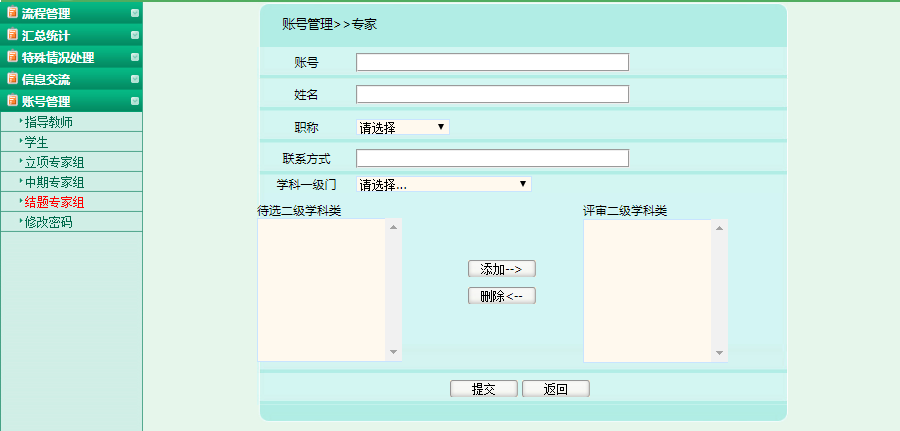 流程管理
汇总统计
特殊情况处理
信息交流
账号管理
指导教师
学生
立项专家组
中期专家组
结题专家组
修改密码
账号管理>>专家
账号
姓名
职称 请选择
联系方式
学科一级门 请选择...
待选二级学科类 评审二级学科类
添加-->
删除<--
提交 返回